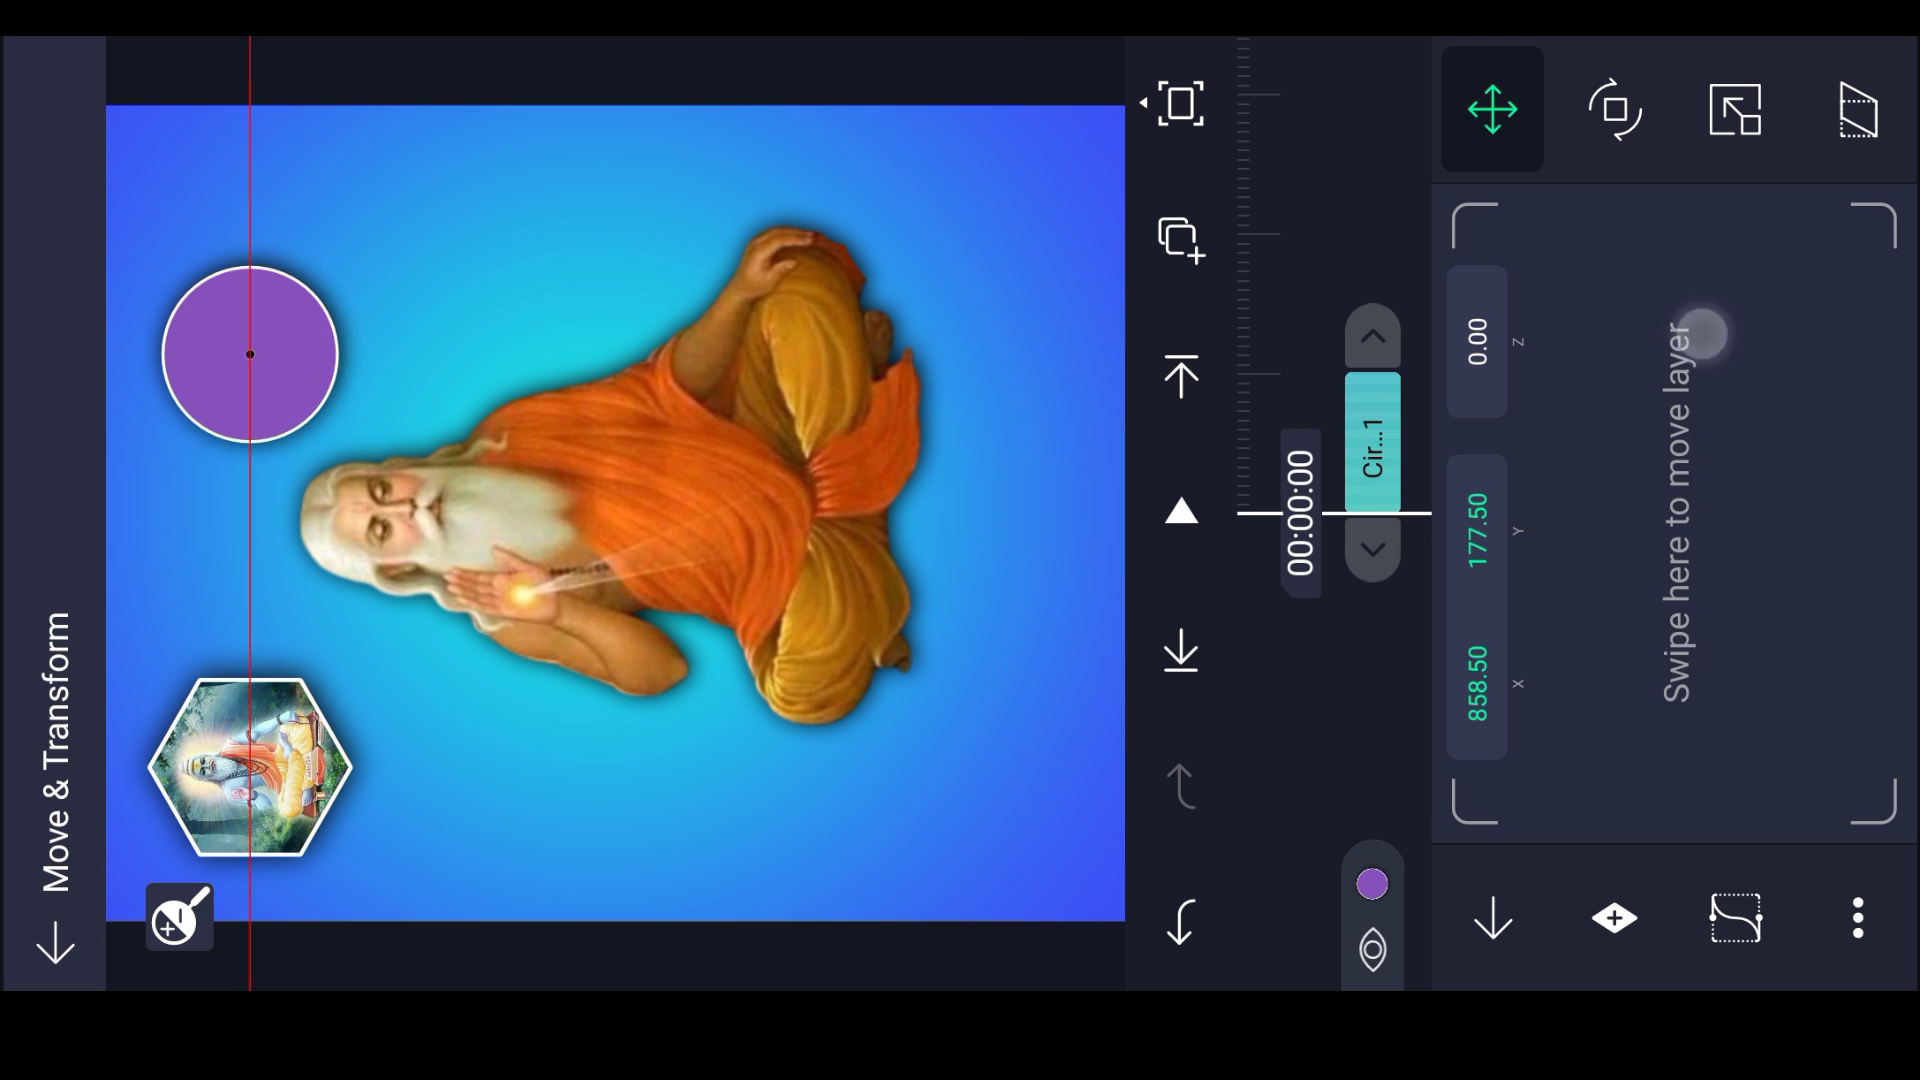 Move & Transform
00:00:00
Cir...1
858.50
177.50
0.00
X
Y
Z
Swipe here to move layer